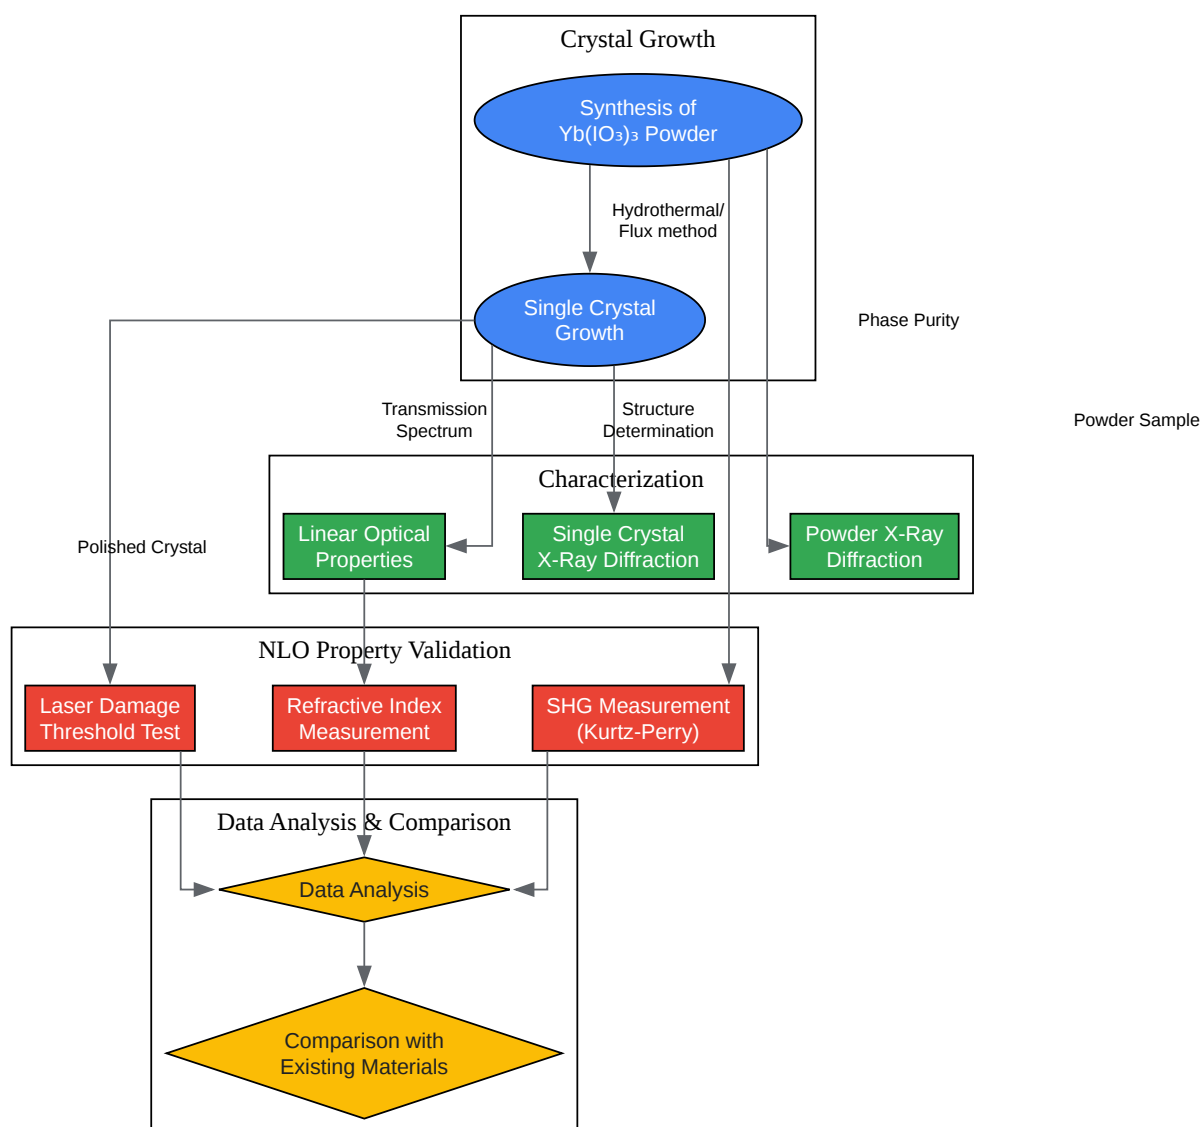 Crystal Growth
Synthesis of
Yb(IO₃)₃ Powder
Hydrothermal/
Flux method
Single Crystal
Growth
Phase Purity
Transmission
Spectrum
Structure
Determination
Powder Sample
Characterization
Linear Optical
Properties
Single Crystal
X-Ray Diffraction
Powder X-Ray
Diffraction
Polished Crystal
NLO Property Validation
Laser Damage
Threshold Test
Refractive Index
Measurement
SHG Measurement
(Kurtz-Perry)
Data Analysis & Comparison
Data Analysis
Comparison with
Existing Materials